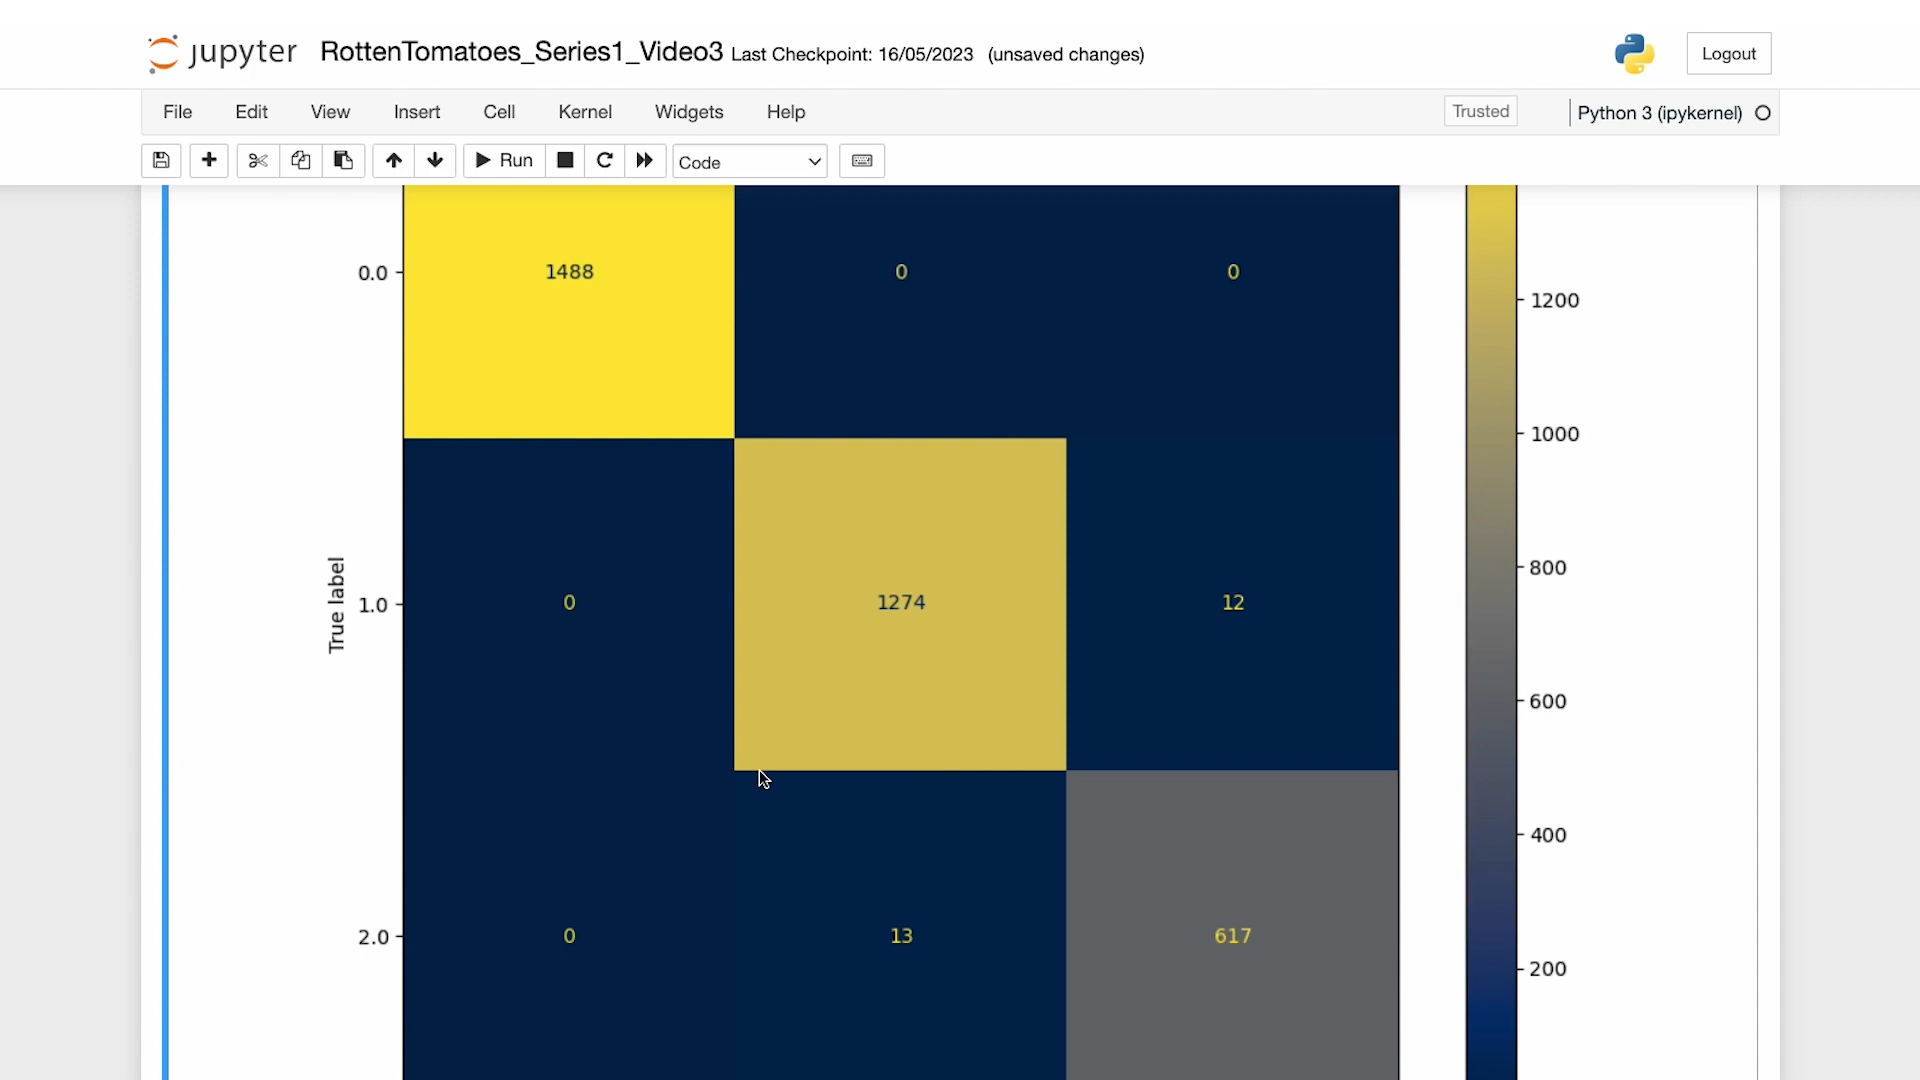 jupyter RottenTomatoes_Series1_Video3 Last Checkpoint: 16/05/2023 (unsaved changes) Logout
File Edit View Insert Cell Kernel Widgets Help Trusted Python 3 (ipykernel)
Run Code
0.0 1488 0 0
1200
1000
True label 1.0 0 1274 12
800
600
400
2.0 0 13 617
200